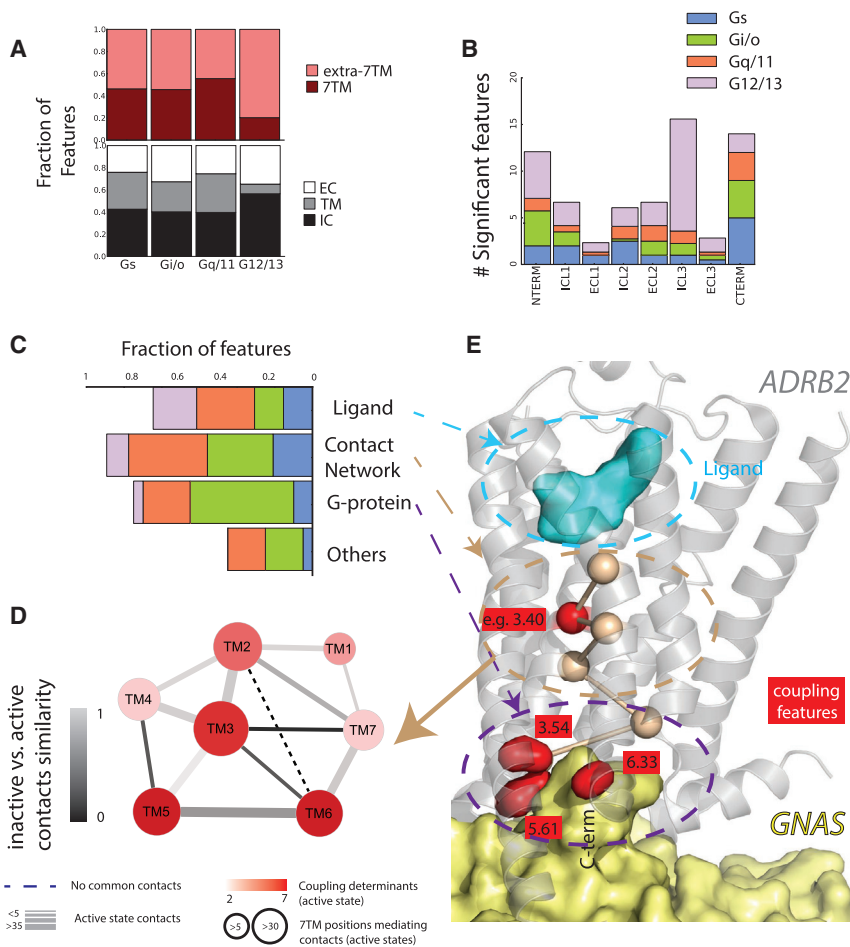 A
Fraction of
Features
1.0
0.8
0.6
0.4
0.2
0.0
extra-7TM
7TM
1.0
0.8
0.6
0.4
0.2
0.0
EC
TM
IC
Gs
Gi/o
Gq/11
G12/13
B
Gs
Gi/o
Gq/11
G12/13
# Significant features
20
15
10
5
0
NTERM
ICL1
ECL1
ICL2
ECL2
ICL3
ECL3
CTERM
C
Fraction of features
1
0.8
0.6
0.4
0.2
0
Ligand
Contact
Network
G-protein
Others
D
inactive vs. active
contacts similarity
1
0
TM2
TM1
TM4
TM3
TM7
TM5
TM6
No common contacts
<5
>35
Active state contacts
2
7
Coupling determinants
(active state)
>5
>30
7TM positions mediating
contacts (active states)
E
ADRB2
Ligand
e.g. 3.40
coupling
features
3.54
6.33
5.61
C-term
GNAS